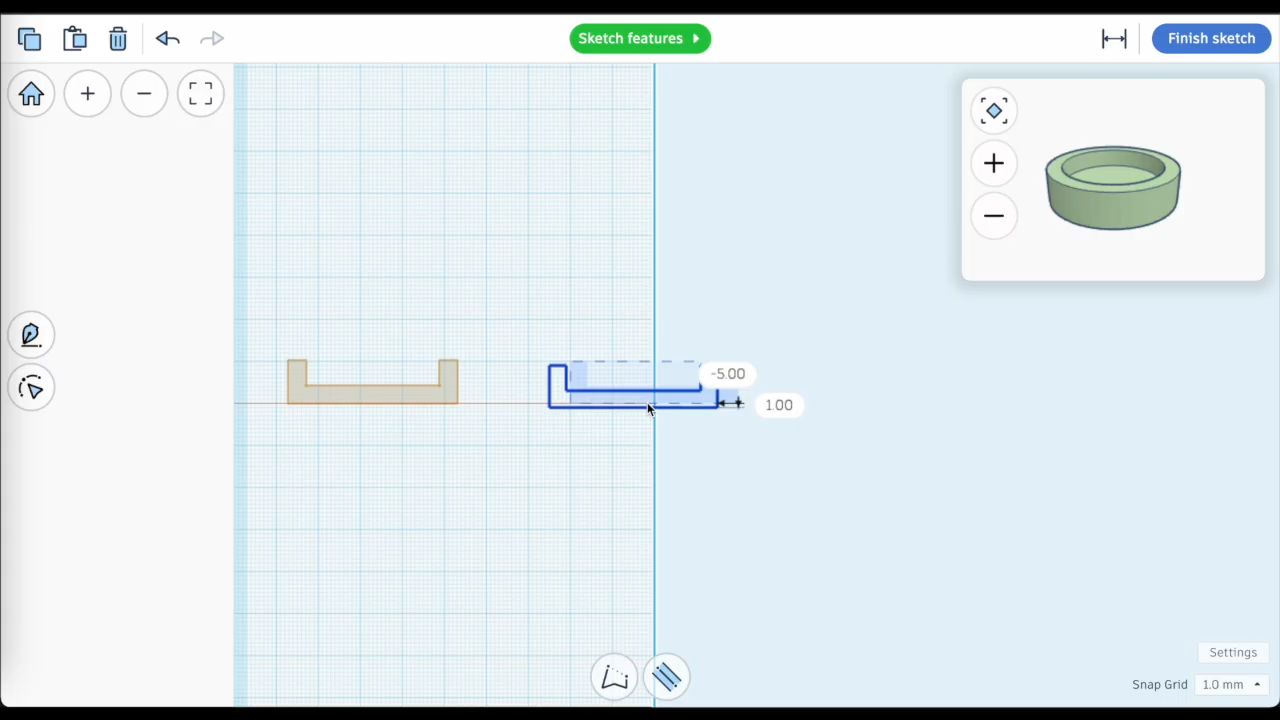 Sketch features
Finish sketch
-5.00
1.00
Settings
Snap Grid 1.0 mm